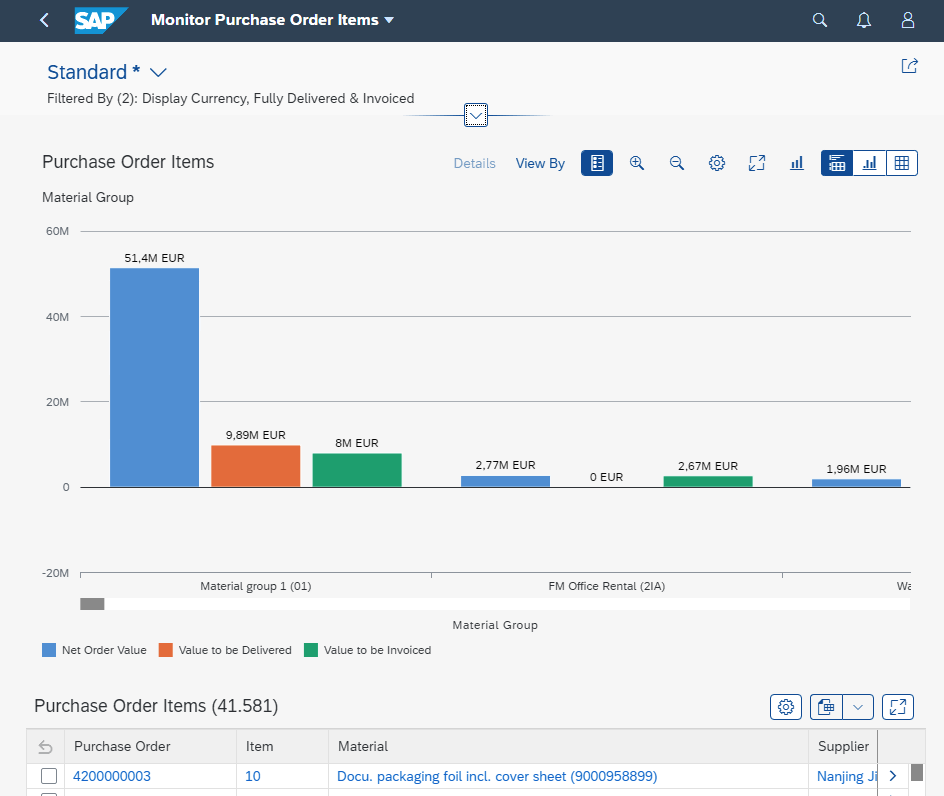 SAP Monitor Purchase Order Items
Standard *
Filtered By (2): Display Currency, Fully Delivered & Invoiced
Purchase Order Items
Details View By
Material Group
60M
51,4M EUR
40M
20M
9,89M EUR
8M EUR
2,77M EUR
0 EUR
2,67M EUR
1,96M EUR
0
-20M
Material group 1 (01)
FM Office Rental (2IA)
Wa
Material Group
Net Order Value
Value to be Delivered
Value to be Invoiced
Purchase Order Items (41.581)
Purchase Order Item Material Supplier
4200000003 10 Docu. packaging foil incl. cover sheet (9000958899) Nanjing Ji